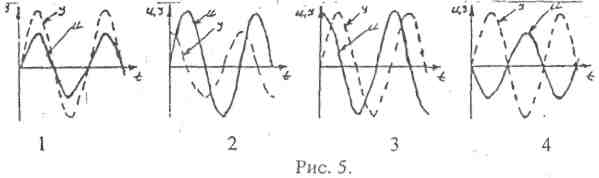 з у и t
и,з и у t
и,з у и t
и,з з и t
1 2 3 4
Рис. 5.